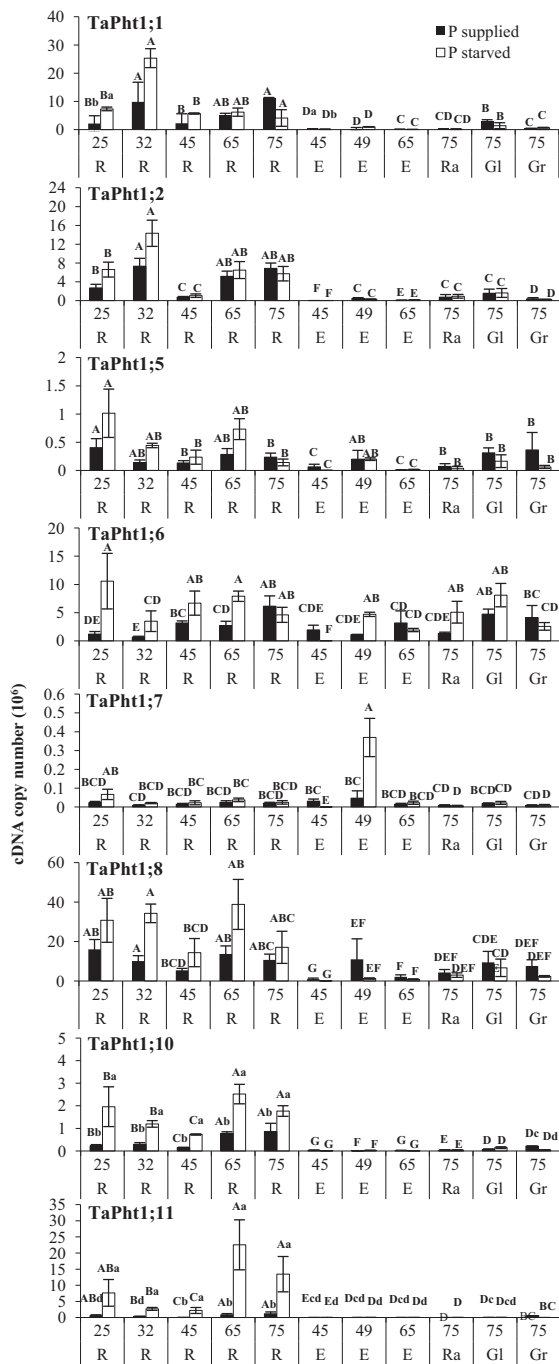 cDNA copy number (10⁶)
P supplied
P starved
TaPht1;1
40
30
20
10
0
Bb Ba A A B B AB AB A A Da Db D D C C CD CD B B C C
25 32 45 65 75 45 49 65 75 75 75
R R R R R E E E Ra Gl Gr
TaPht1;2
24
20
16
12
8
4
0
B B A A C C AB AB AB AB F F C C E E C C C C D D
25 32 45 65 75 45 49 65 75 75 75
R R R R R E E E Ra Gl Gr
TaPht1;5
2
1.5
1
0.5
0
A A AB AB B B AB AB B B C C AB AB C C B B B B B B
25 32 45 65 75 45 49 65 75 75 75
R R R R R E E E Ra Gl Gr
TaPht1;6
20
15
10
5
0
DE A E CD BC AB CD A AB AB CDE F CDE AB CD CD CDE AB AB AB BC CD
25 32 45 65 75 45 49 65 75 75 75
R R R R R E E E Ra Gl Gr
TaPht1;7
0.6
0.5
0.4
0.3
0.2
0.1
0
BCD AB CD BCD BCD BC BCD BC BCD BCD BC E BC A BCD BCD CD D BCD CD CD D
25 32 45 65 75 45 49 65 75 75 75
R R R R R E E E Ra Gl Gr
TaPht1;8
60
40
20
0
AB AB A A BCD BCD AB AB ABC ABC G G EF EF F F DEF DEF CDE CD DEF DEF
25 32 45 65 75 45 49 65 75 75 75
R R R R R E E E Ra Gl Gr
TaPht1;10
5
4
3
2
1
0
Bb Ba Bb Ba Cb Ca Ab Aa Ab Aa G G F F G G E E D D Dc Dd
25 32 45 65 75 45 49 65 75 75 75
R R R R R E E E Ra Gl Gr
TaPht1;11
35
30
25
20
15
10
5
0
ABd ABa Bd Ba Cb Ca Ab Aa Ab Aa Ecd Ed Dcd Dd Dcd Dd D D Dc Dcd BC
25 32 45 65 75 45 49 65 75 75 75
R R R R R E E E Ra Gl Gr